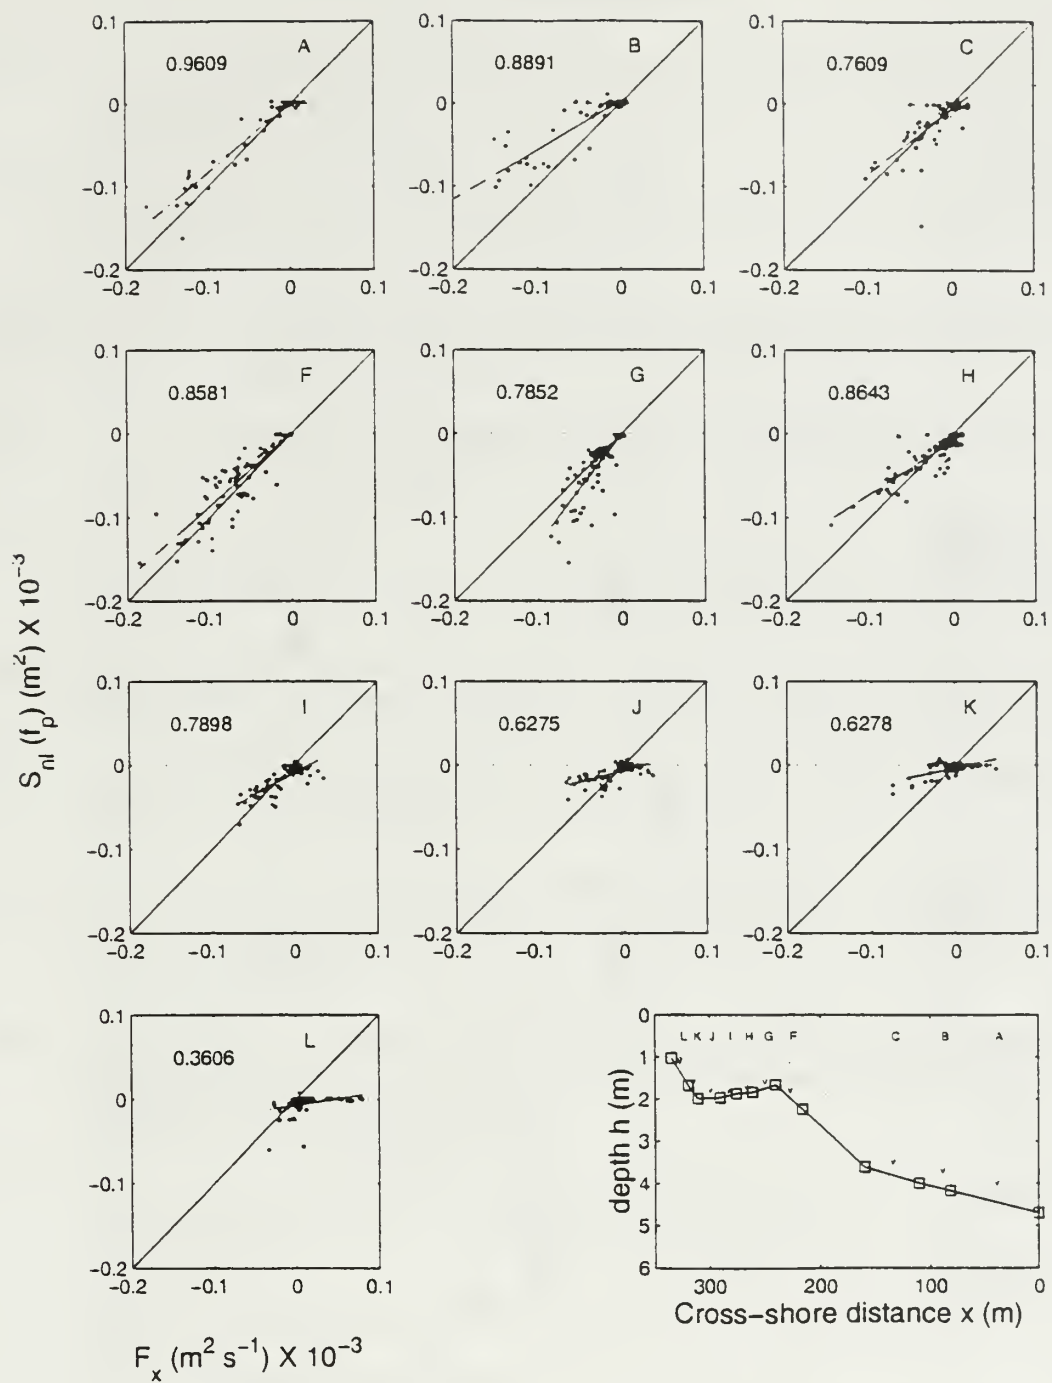 0.1
0
−0.1
−0.2
−0.2 −0.1 0 0.1
0.9609
A
0.1
0
−0.1
−0.2
−0.2 −0.1 0 0.1
0.8891
B
0.1
0
−0.1
−0.2
−0.2 −0.1 0 0.1
0.7609
C
0.1
0
−0.1
−0.2
−0.2 −0.1 0 0.1
0.8581
F
0.1
0
−0.1
−0.2
−0.2 −0.1 0 0.1
0.7852
G
0.1
0
−0.1
−0.2
−0.2 −0.1 0 0.1
0.8643
H
S_nl (f_p) (m²) X 10⁻³
0.1
0
−0.1
−0.2
−0.2 −0.1 0 0.1
0.7898
I
0.1
0
−0.1
−0.2
−0.2 −0.1 0 0.1
0.6275
J
0.1
0
−0.1
−0.2
−0.2 −0.1 0 0.1
0.6278
K
0.1
0
−0.1
−0.2
−0.2 −0.1 0 0.1
0.3606
L
F_x (m² s⁻¹) X 10⁻³
0
1
2
3
4
5
6
depth h (m)
L K J I H G F C B A
300 200 100 0
Cross−shore distance x (m)